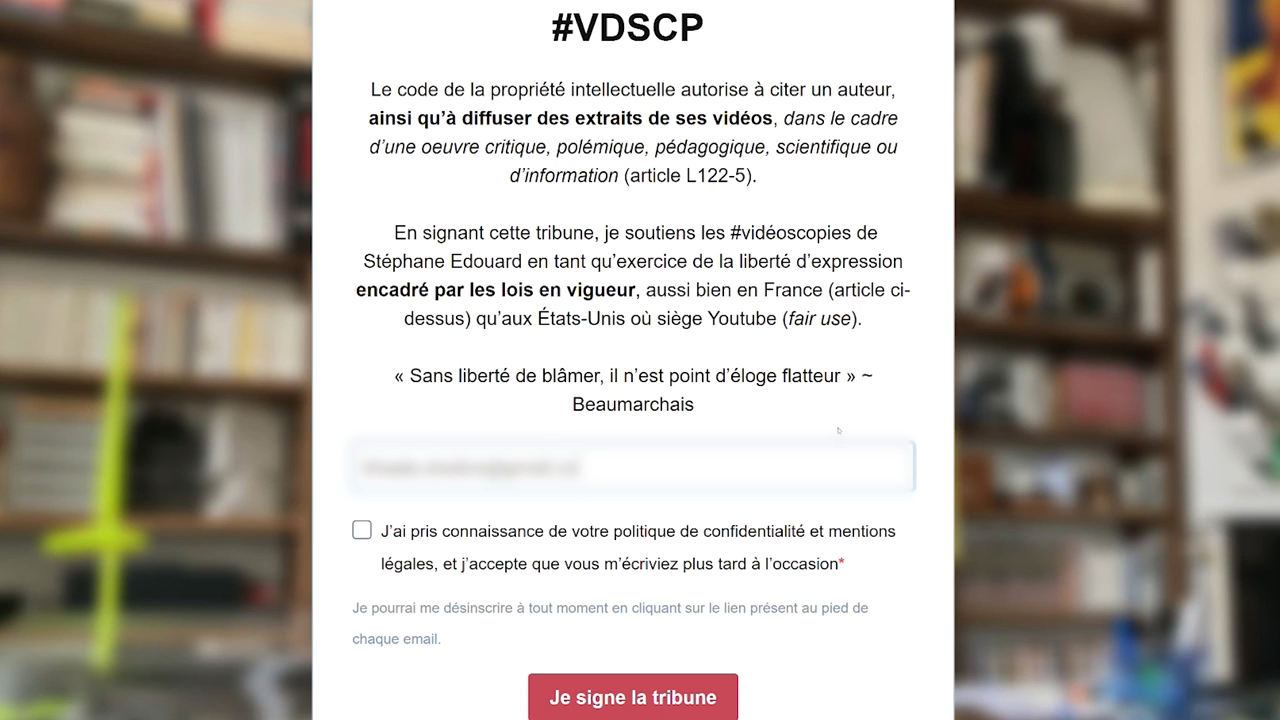 #VDSCP
Le code de la propriété intellectuelle autorise à citer un auteur,
ainsi qu’à diffuser des extraits de ses vidéos, dans le cadre
d’une oeuvre critique, polémique, pédagogique, scientifique ou
d’information (article L122-5).
En signant cette tribune, je soutiens les #vidéoscopies de
Stéphane Edouard en tant qu’exercice de la liberté d’expression
encadré par les lois en vigueur, aussi bien en France (article ci-
dessus) qu’aux États-Unis où siège Youtube (fair use).
« Sans liberté de blâmer, il n’est point d’éloge flatteur » ~
Beaumarchais
J’ai pris connaissance de votre politique de confidentialité et mentions
légales, et j’accepte que vous m’écriviez plus tard à l’occasion*
Je pourrai me désinscrire à tout moment en cliquant sur le lien présent au pied de
chaque email.
Je signe la tribune